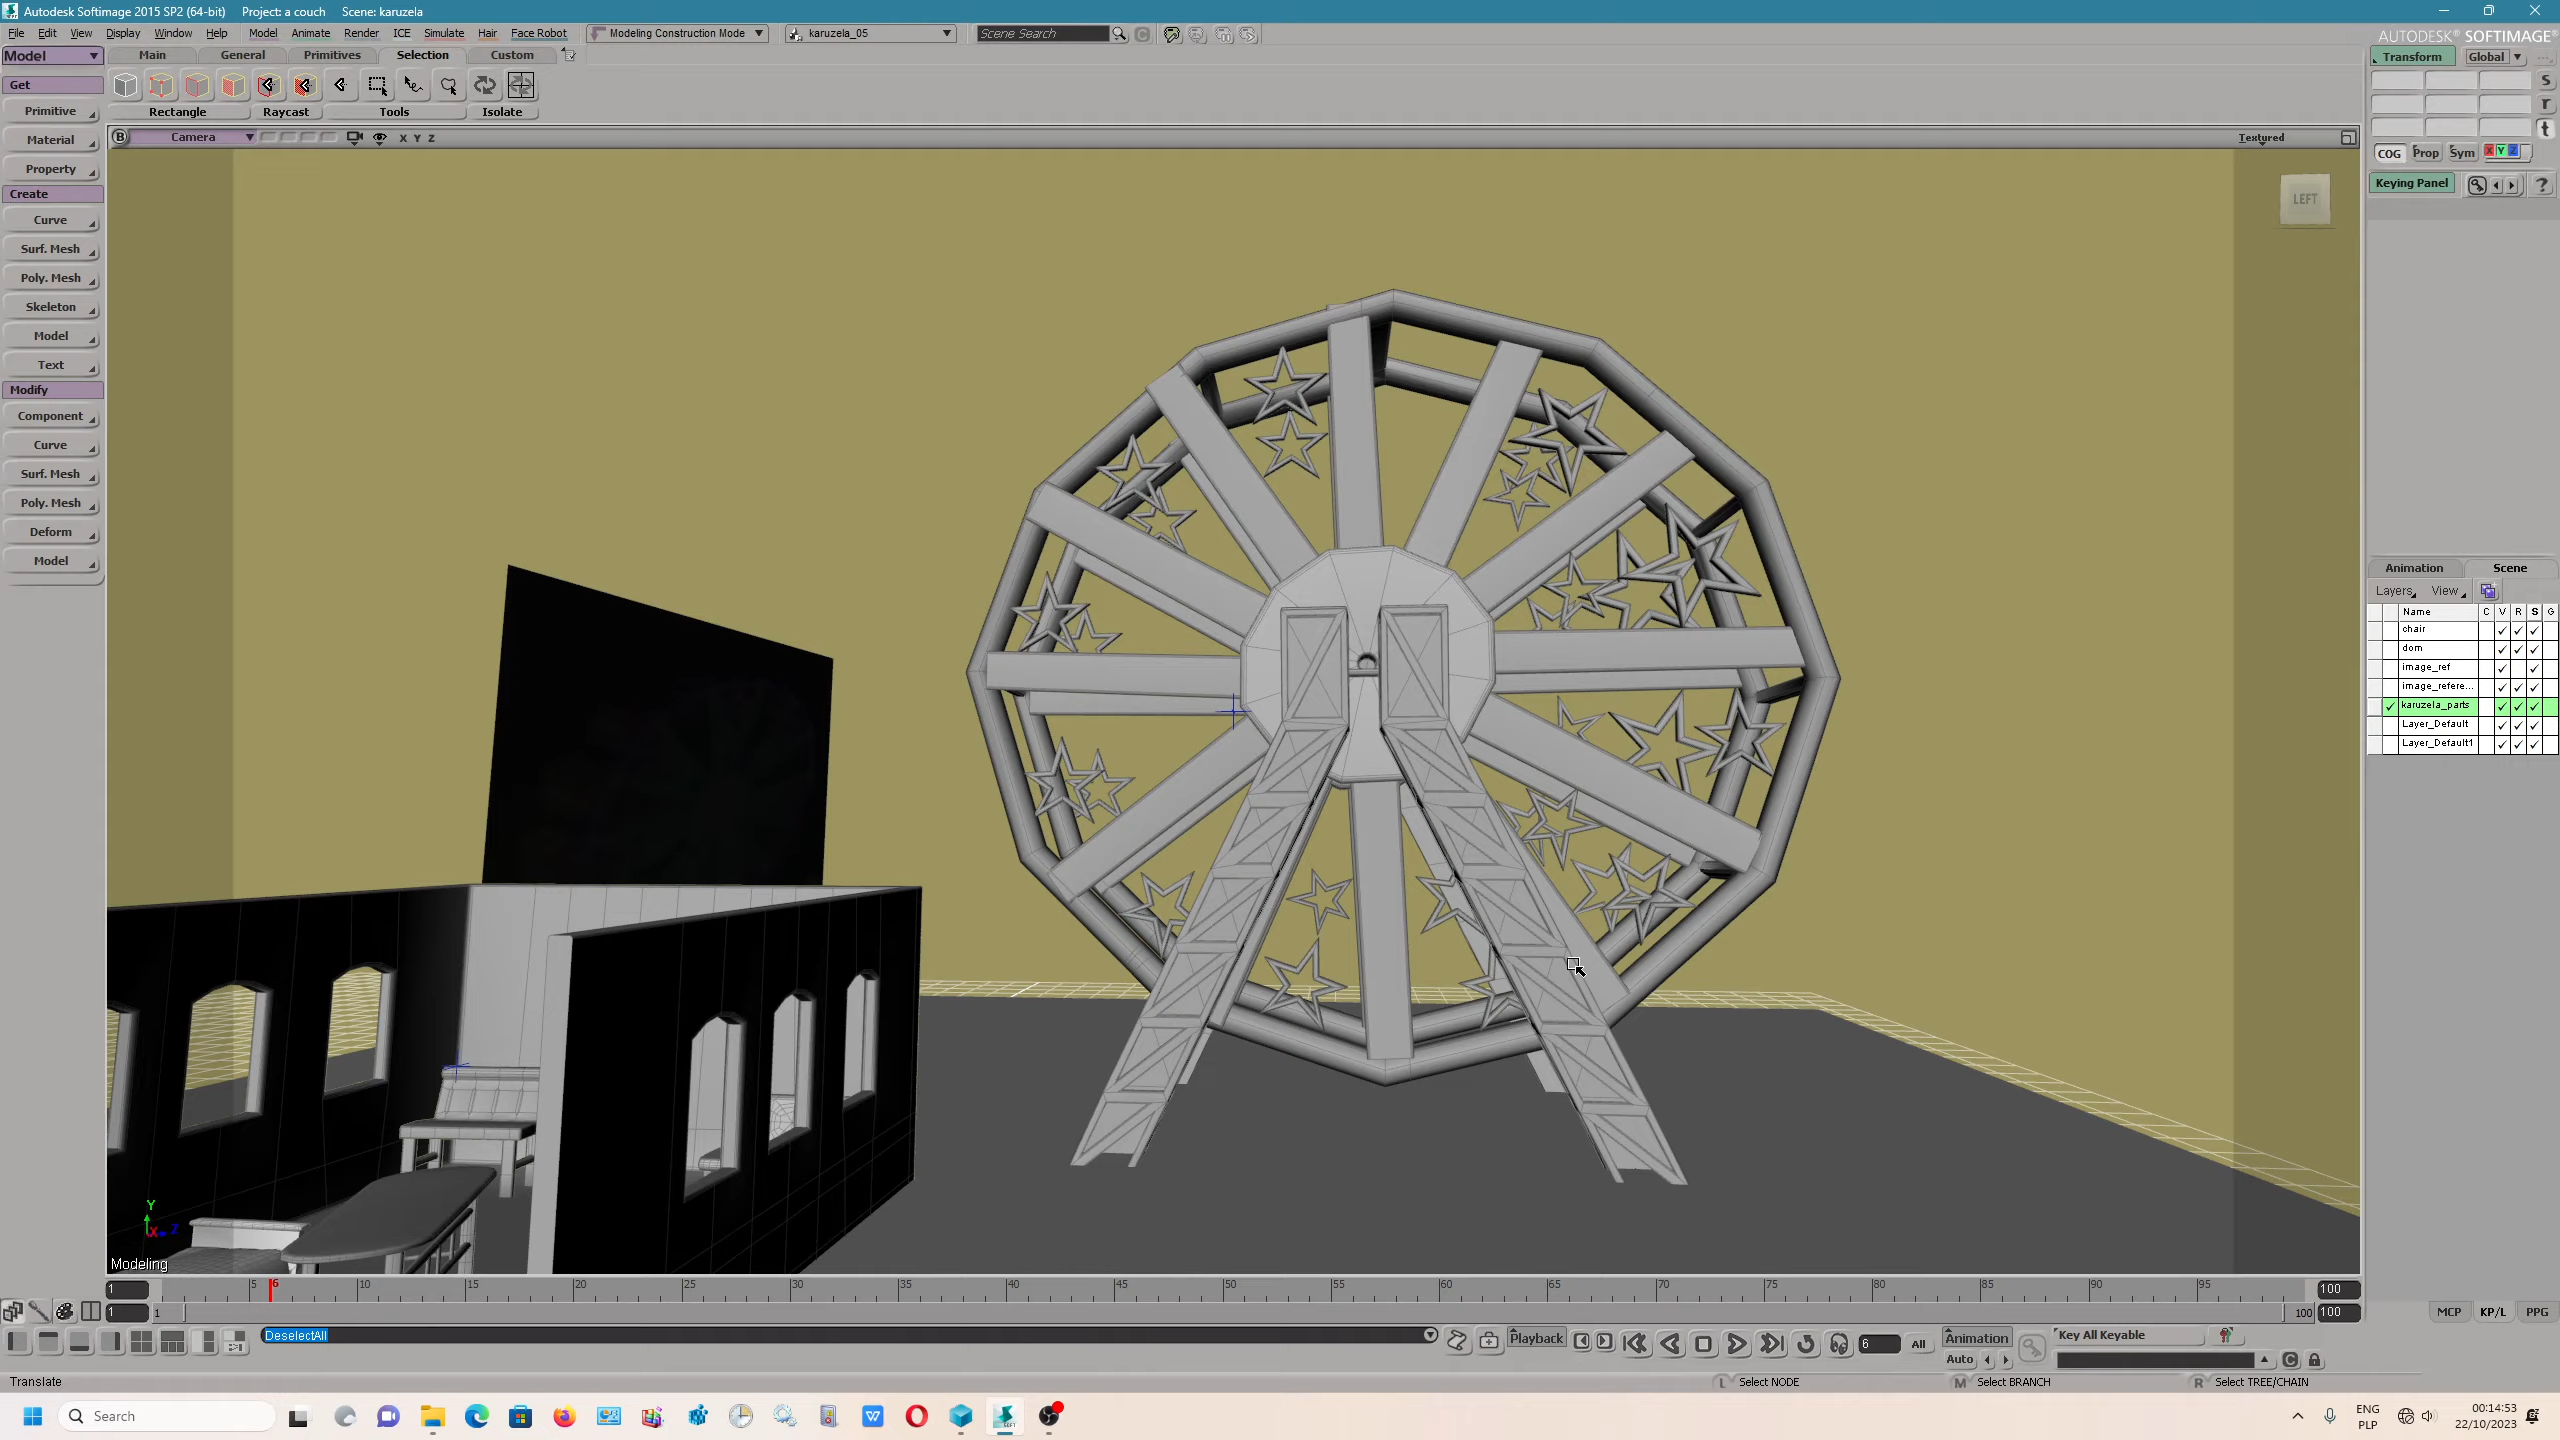 Autodesk Softimage 2015 SP2 (64-bit) Project: a couch Scene: karuzela
File Edit View Display Window Help Model Animate Render ICE Simulate Hair Face Robot Modeling Construction Mode karuzela_05 Scene Search
AUTODESK® SOFTIMAGE®
Model Main General Primitives Selection Custom
Transform Global
Get
S
Primitive
r
Rectangle Raycast Tools Isolate
t
B Camera X Y Z Textured
Material
COG Prop Sym X Y Z
Property
Keying Panel ?
Create
LEFT
Curve
Surf. Mesh
Poly. Mesh
Skeleton
Model
Text
Modify
Component
Curve
Surf. Mesh
Poly. Mesh
Deform
Model
Animation Scene
Layers View
Name C V R S G
chair
dom
image_ref
image_refere...
karuzela_parts
Layer_Default
Layer_Default1
Y
X Z
Modeling
1 5 6 10 15 20 25 30 35 40 45 50 55 60 65 70 75 80 85 90 95 100
1 1 100 100
MCP KP/L PPG
DeselectAll Playback 6 All Animation Key All Keyable
Auto C
Translate L Select NODE M Select BRANCH R Select TREE/CHAIN
Search
ENG
PLP
00:14:53
22/10/2023